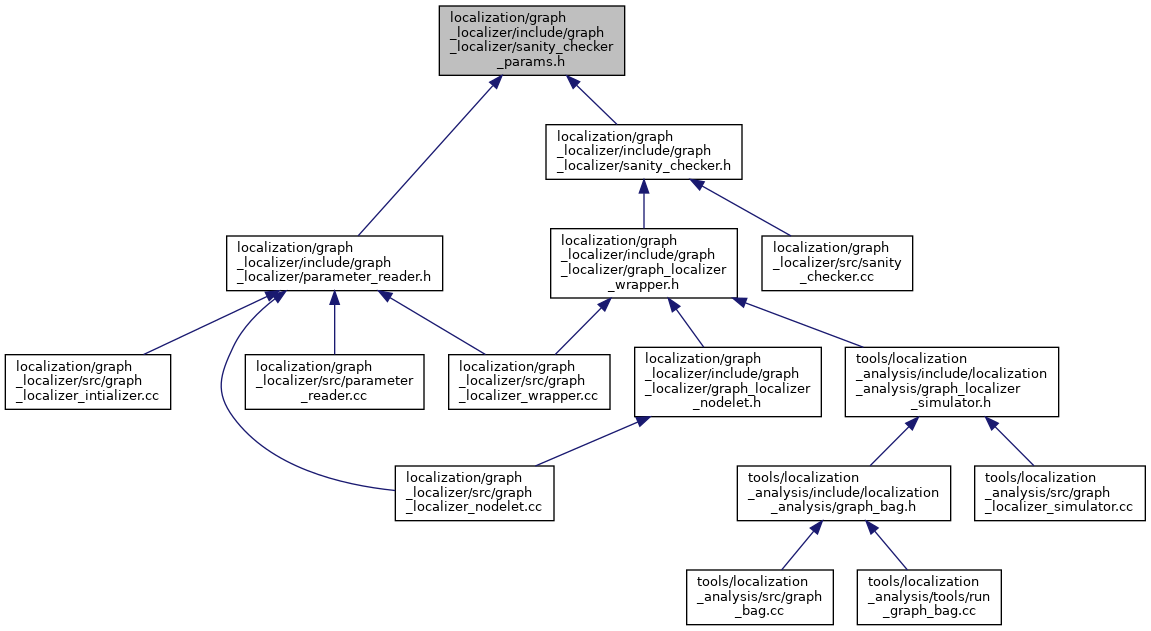 localization/graph
_localizer/include/graph
_localizer/sanity_checker
_params.h
localization/graph
_localizer/include/graph
_localizer/sanity_checker.h
localization/graph
_localizer/include/graph
_localizer/parameter_reader.h
localization/graph
_localizer/include/graph
_localizer/graph_localizer
_wrapper.h
localization/graph
_localizer/src/sanity
_checker.cc
localization/graph
_localizer/src/graph
_localizer_intializer.cc
localization/graph
_localizer/src/parameter
_reader.cc
localization/graph
_localizer/src/graph
_localizer_wrapper.cc
localization/graph
_localizer/include/graph
_localizer/graph_localizer
_nodelet.h
tools/localization
_analysis/include/localization
_analysis/graph_localizer
_simulator.h
localization/graph
_localizer/src/graph
_localizer_nodelet.cc
tools/localization
_analysis/include/localization
_analysis/graph_bag.h
tools/localization
_analysis/src/graph
_localizer_simulator.cc
tools/localization
_analysis/src/graph
_bag.cc
tools/localization
_analysis/tools/run
_graph_bag.cc